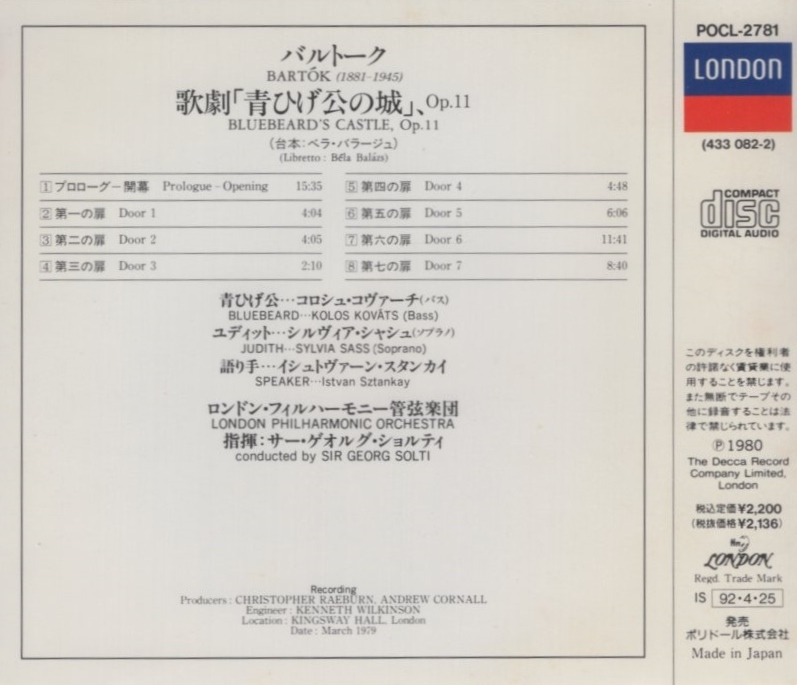 バルトーク
BARTÓK (1881-1945)
歌劇「青ひげ公の城」、Op.11
BLUEBEARD'S CASTLE, Op.11
(台本:ベラ・バラージュ)
(Libretto : Béla Balázs)
1 プロローグ－開幕 Prologue - Opening 15:35
2 第一の扉 Door 1 4:04
3 第二の扉 Door 2 4:05
4 第三の扉 Door 3 2:10
5 第四の扉 Door 4 4:48
6 第五の扉 Door 5 6:06
7 第六の扉 Door 6 11:41
8 第七の扉 Door 7 8:40
青ひげ公…コロシュ・コヴァーチ(バス)
BLUEBEARD…KOLOS KOVÁTS (Bass)
ユディット…シルヴィア・シャシュ(ソプラノ)
JUDITH…SYLVIA SASS (Soprano)
語り手…イシュトヴァーン・スタンカイ
SPEAKER…Istvan Sztankay
ロンドン・フィルハーモニー管弦楽団
LONDON PHILHARMONIC ORCHESTRA
指揮:サー・ゲオルグ・ショルティ
conducted by SIR GEORG SOLTI
Recording
Producers : CHRISTOPHER RAEBURN, ANDREW CORNALL
Engineer : KENNETH WILKINSON
Location : KINGSWAY HALL, London
Date : March 1979
POCL-2781
LONDON
(433 082-2)
COMPACT
disc
DIGITAL AUDIO
このディスクを権利者
の許諾なく賃貸業に使
用することを禁じます。
また無断でテープその
他に録音することは法
律で禁じられています。
Ⓟ 1980
The Decca Record
Company Limited,
London
税込定価¥2,200
(税抜価格¥2,136)
LONDON
Regd. Trade Mark
IS 92・4・25
発売
ポリドール株式会社
Made in Japan